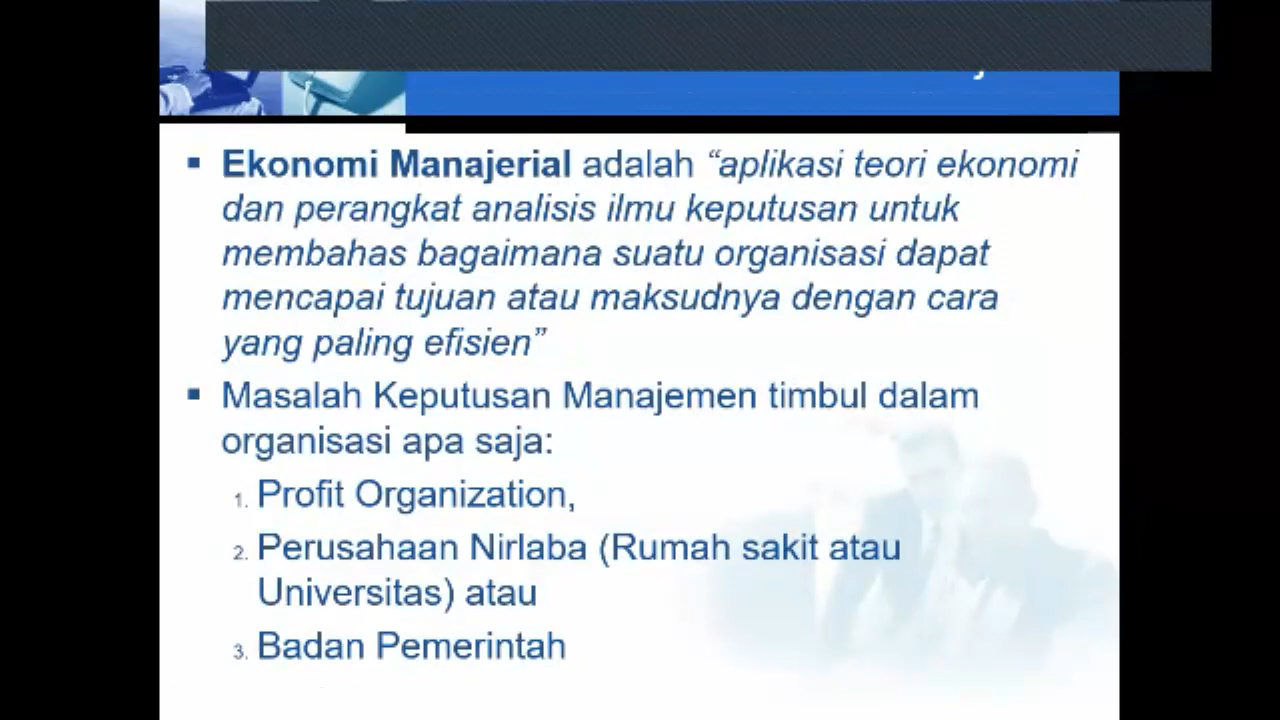 ▪ Ekonomi Manajerial adalah “aplikasi teori ekonomi
dan perangkat analisis ilmu keputusan untuk
membahas bagaimana suatu organisasi dapat
mencapai tujuan atau maksudnya dengan cara
yang paling efisien”
▪ Masalah Keputusan Manajemen timbul dalam
organisasi apa saja:
1. Profit Organization,
2. Perusahaan Nirlaba (Rumah sakit atau
Universitas) atau
3. Badan Pemerintah